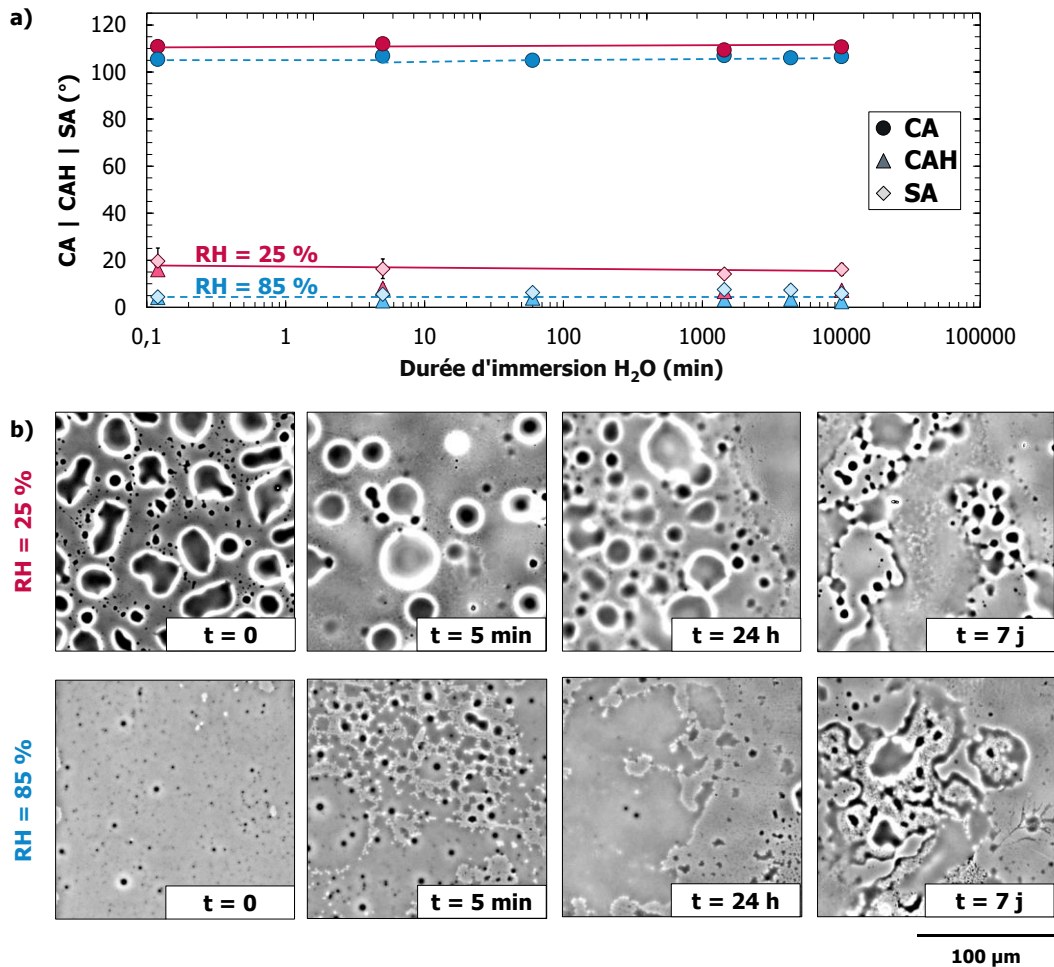 a)
CA | CAH | SA (°)
120
100
80
60
40
20
0
CA
CAH
SA
RH = 25 %
RH = 85 %
0,1 1 10 100 1000 10000 100000
Durée d'immersion H₂O (min)
b)
RH = 25 %
t = 0
t = 5 min
t = 24 h
t = 7 j
RH = 85 %
t = 0
t = 5 min
t = 24 h
t = 7 j
100 µm